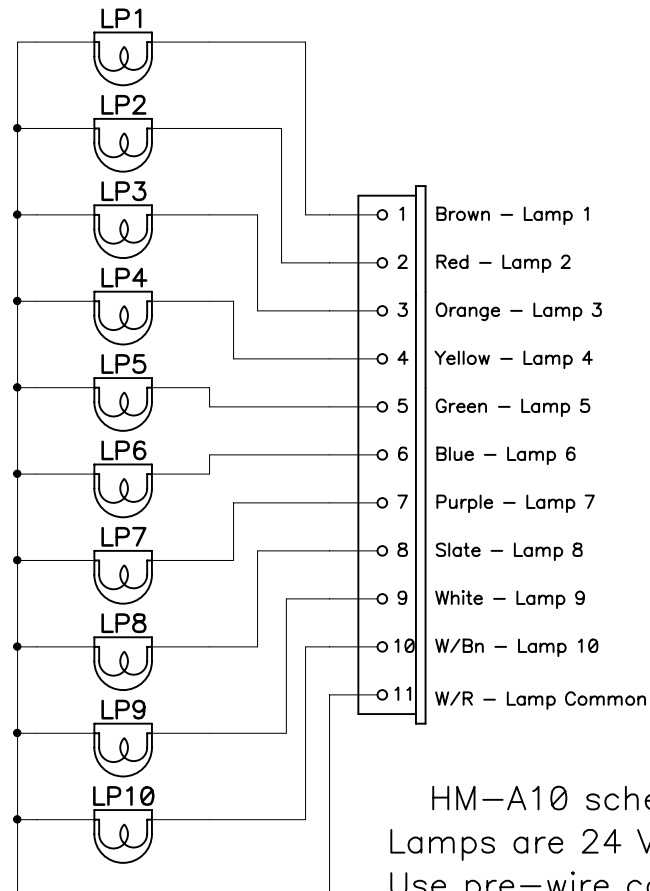 LP1
LP2
LP3
LP4
LP5
LP6
LP7
LP8
LP9
LP10
1 Brown – Lamp 1
2 Red – Lamp 2
3 Orange – Lamp 3
4 Yellow – Lamp 4
5 Green – Lamp 5
6 Blue – Lamp 6
7 Purple – Lamp 7
8 Slate – Lamp 8
9 White – Lamp 9
10 W/Bn – Lamp 10
11 W/R – Lamp Common
HM–A10
Lamps are 24
Use pre–wire